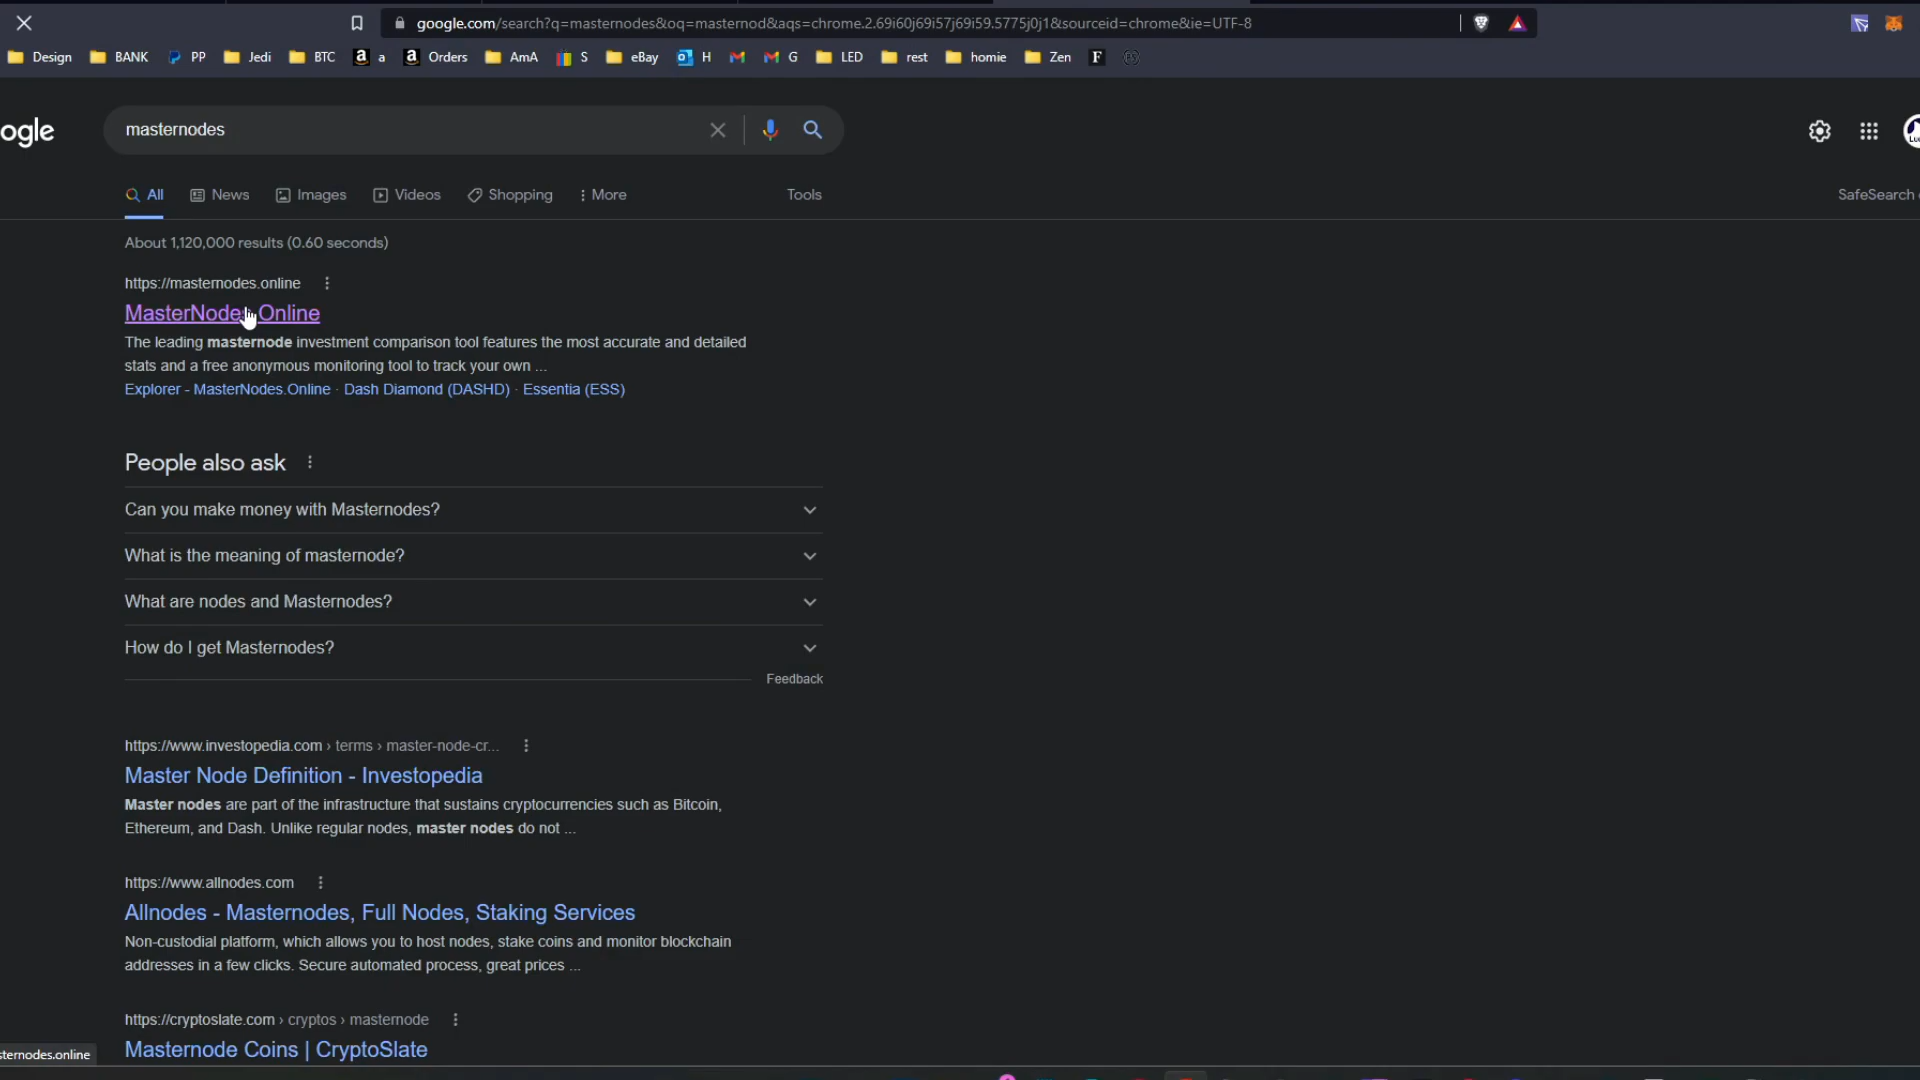 google.com/search?q=masternodes&oq=masternod&aqs=chrome.2.69i60j69i57j69i59.5775j0j1&sourceid=chrome&ie=UTF-8
Design BANK PP Jedi BTC a Orders AmA S eBay H G LED rest homie Zen F
ogle masternodes
All News Images Videos Shopping More Tools SafeSearch
About 1,120,000 results (0.60 seconds)
https://masternodes.online
MasterNodes.Online
The leading masternode investment comparison tool features the most accurate and detailed
stats and a free anonymous monitoring tool to track your own ...
Explorer - MasterNodes.Online · Dash Diamond (DASHD) · Essentia (ESS)
People also ask
Can you make money with Masternodes?
What is the meaning of masternode?
What are nodes and Masternodes?
How do I get Masternodes?
Feedback
https://www.investopedia.com › terms › master-node-cr...
Master Node Definition - Investopedia
Master nodes are part of the infrastructure that sustains cryptocurrencies such as Bitcoin,
Ethereum, and Dash. Unlike regular nodes, master nodes do not ...
https://www.allnodes.com
Allnodes - Masternodes, Full Nodes, Staking Services
Non-custodial platform, which allows you to host nodes, stake coins and monitor blockchain
addresses in a few clicks. Secure automated process, great prices ...
https://cryptoslate.com › cryptos › masternode
Masternode Coins | CryptoSlate
sternodes.online